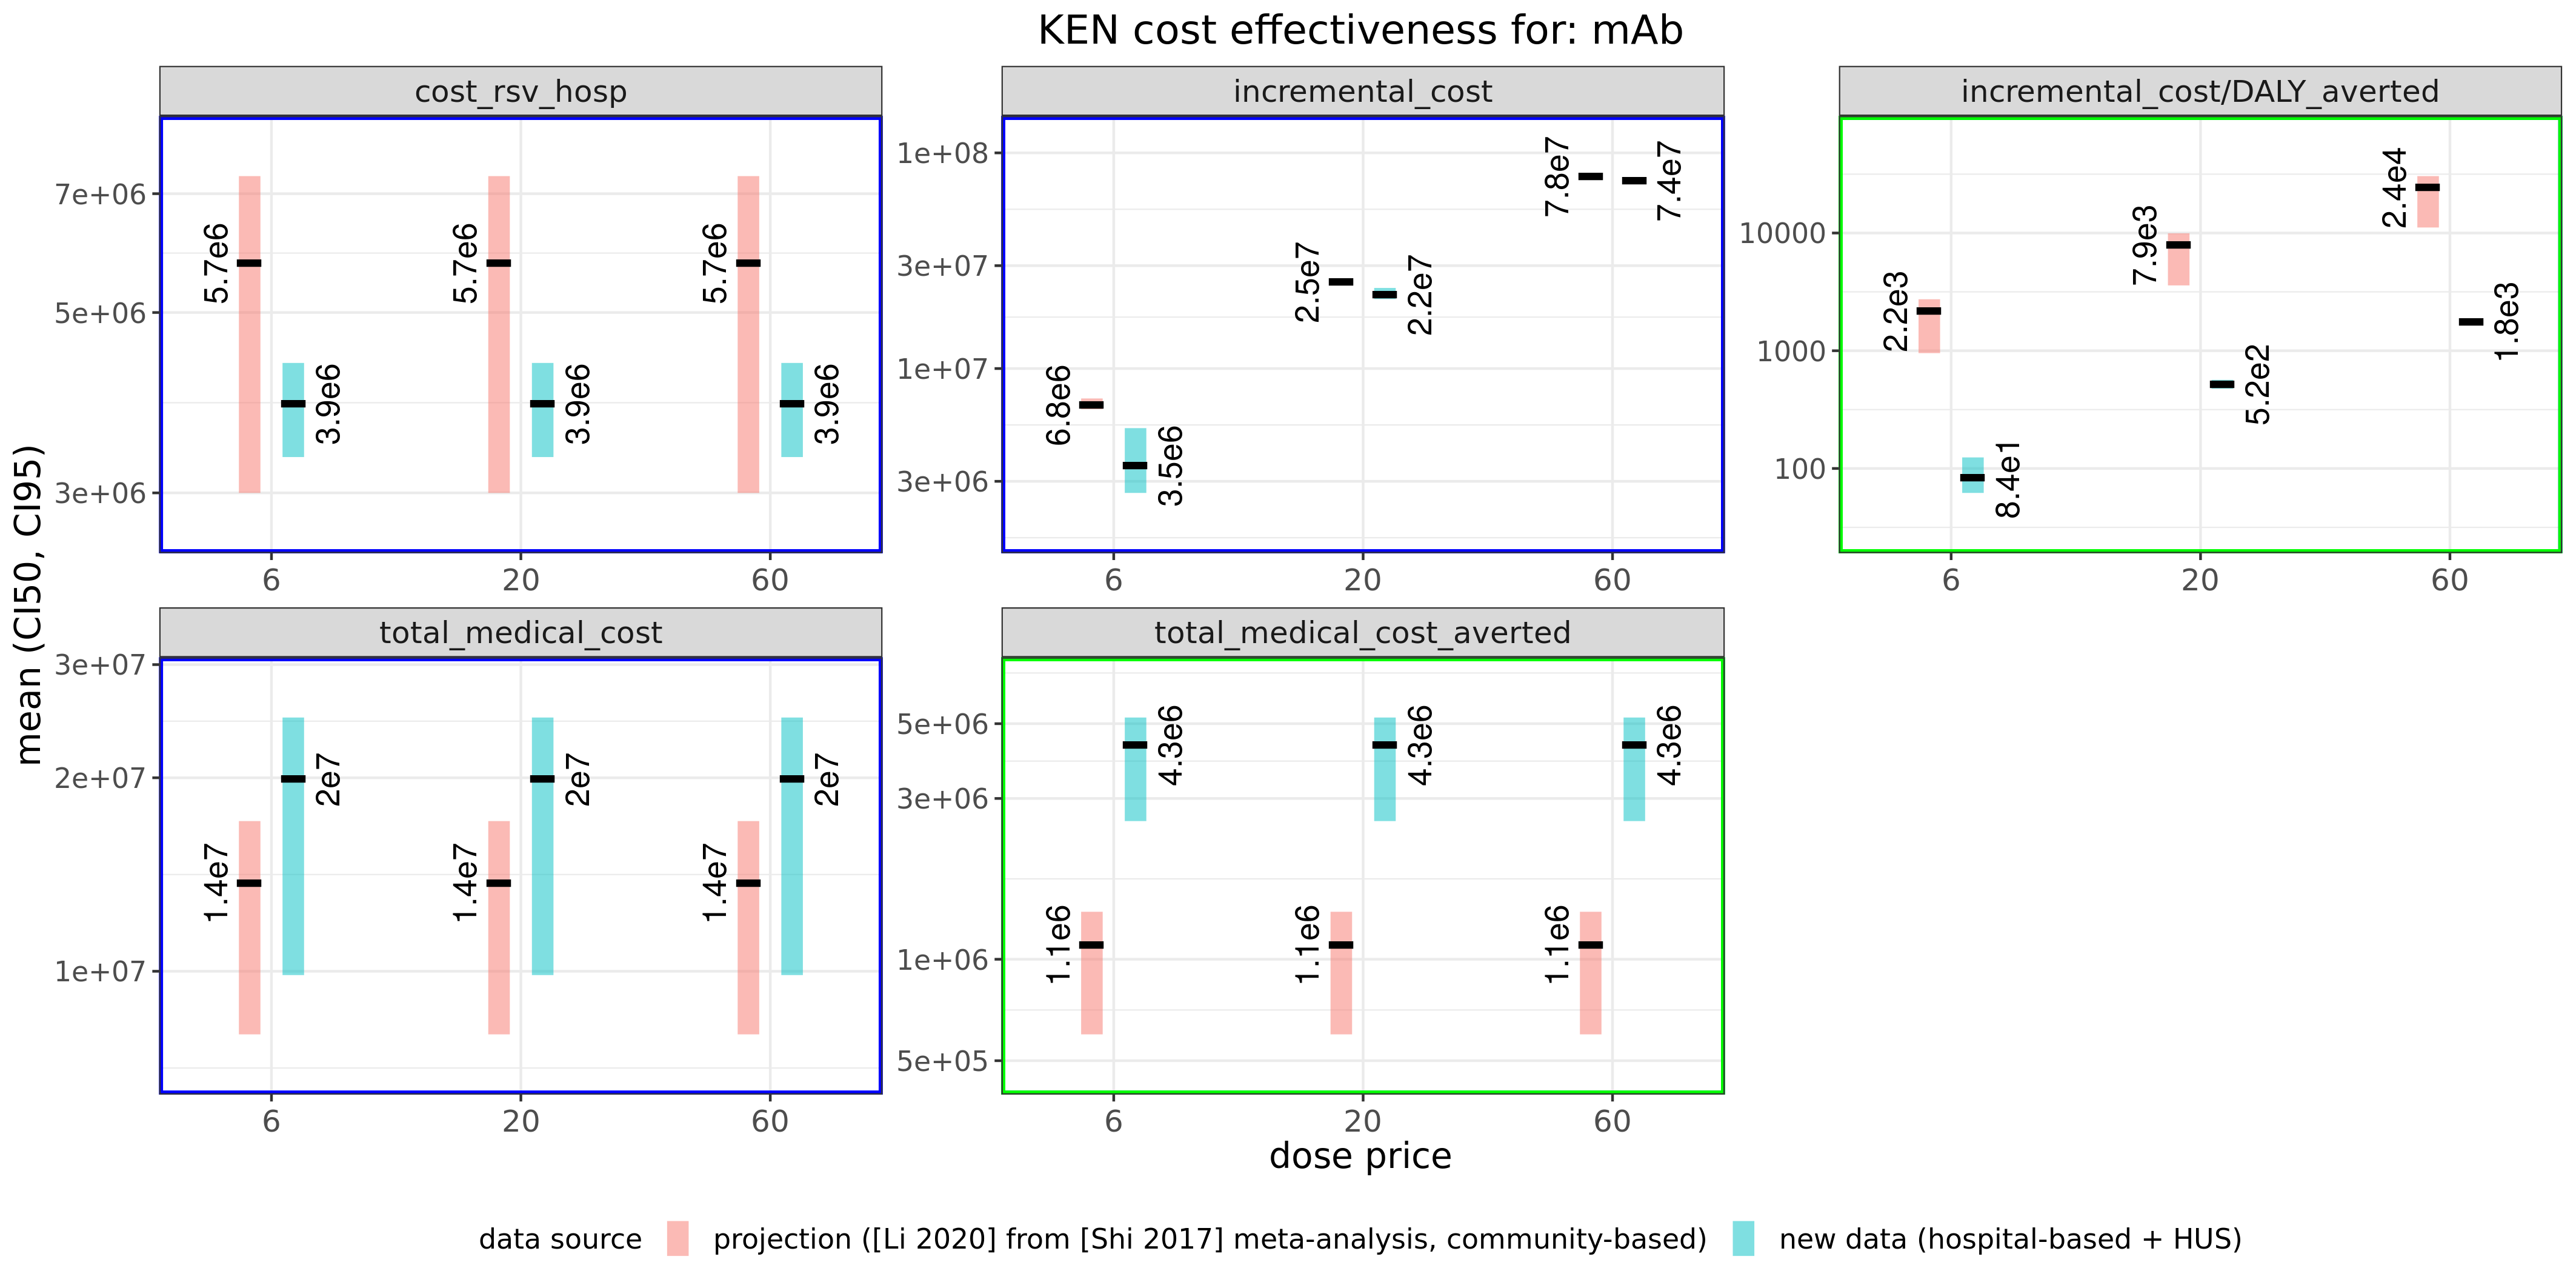 KEN cost effectiveness for: mAb
mean (CI50, CI95)
cost_rsv_hosp
7e+06
5e+06
3e+06
5.7e6
3.9e6
5.7e6
3.9e6
5.7e6
3.9e6
6 20 60
incremental_cost
1e+08
3e+07
1e+07
3e+06
6.8e6
3.5e6
2.5e7
2.2e7
7.8e7
7.4e7
6 20 60
incremental_cost/DALY_averted
10000
1000
100
2.2e3
8.4e1
7.9e3
5.2e2
2.4e4
1.8e3
6 20 60
total_medical_cost
3e+07
2e+07
1e+07
1.4e7
2e7
1.4e7
2e7
1.4e7
2e7
6 20 60
total_medical_cost_averted
5e+06
3e+06
1e+06
5e+05
1.1e6
4.3e6
1.1e6
4.3e6
1.1e6
4.3e6
6 20 60
dose price
data source projection ([Li 2020] from [Shi 2017] meta-analysis, community-based) new data (hospital-based + HUS)